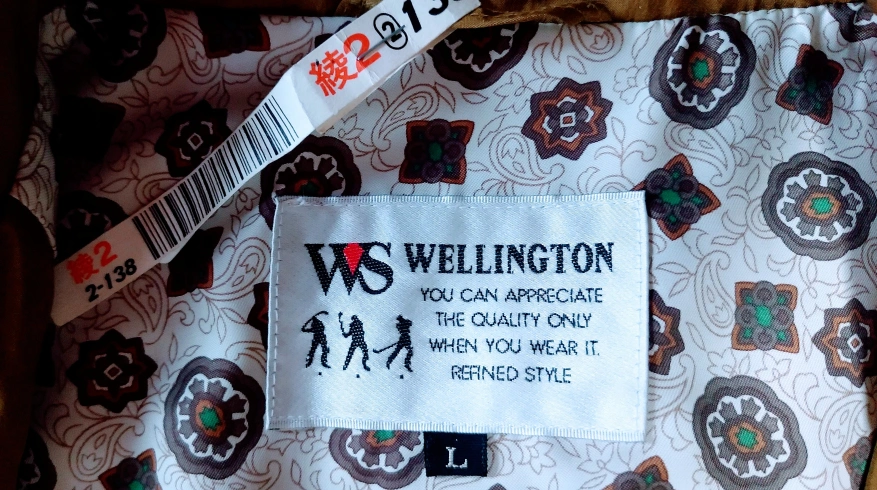 綾2 ②
綾2
2-138
WS WELLINGTON
YOU CAN APPRECIATE
THE QUALITY ONLY
WHEN YOU WEAR IT.
REFINED STYLE
L